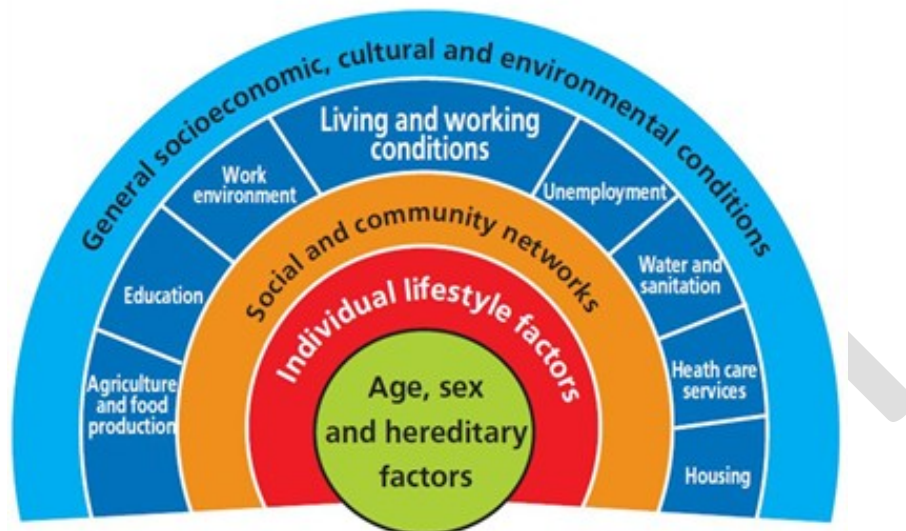 General socioeconomic, cultural and environmental conditions
Living and working
conditions
Work
environment
Unemployment
Education
Water and
sanitation
Agriculture
and food
production
Heath care
services
Housing
Social and community networks
Individual lifestyle factors
Age, sex
and hereditary
factors